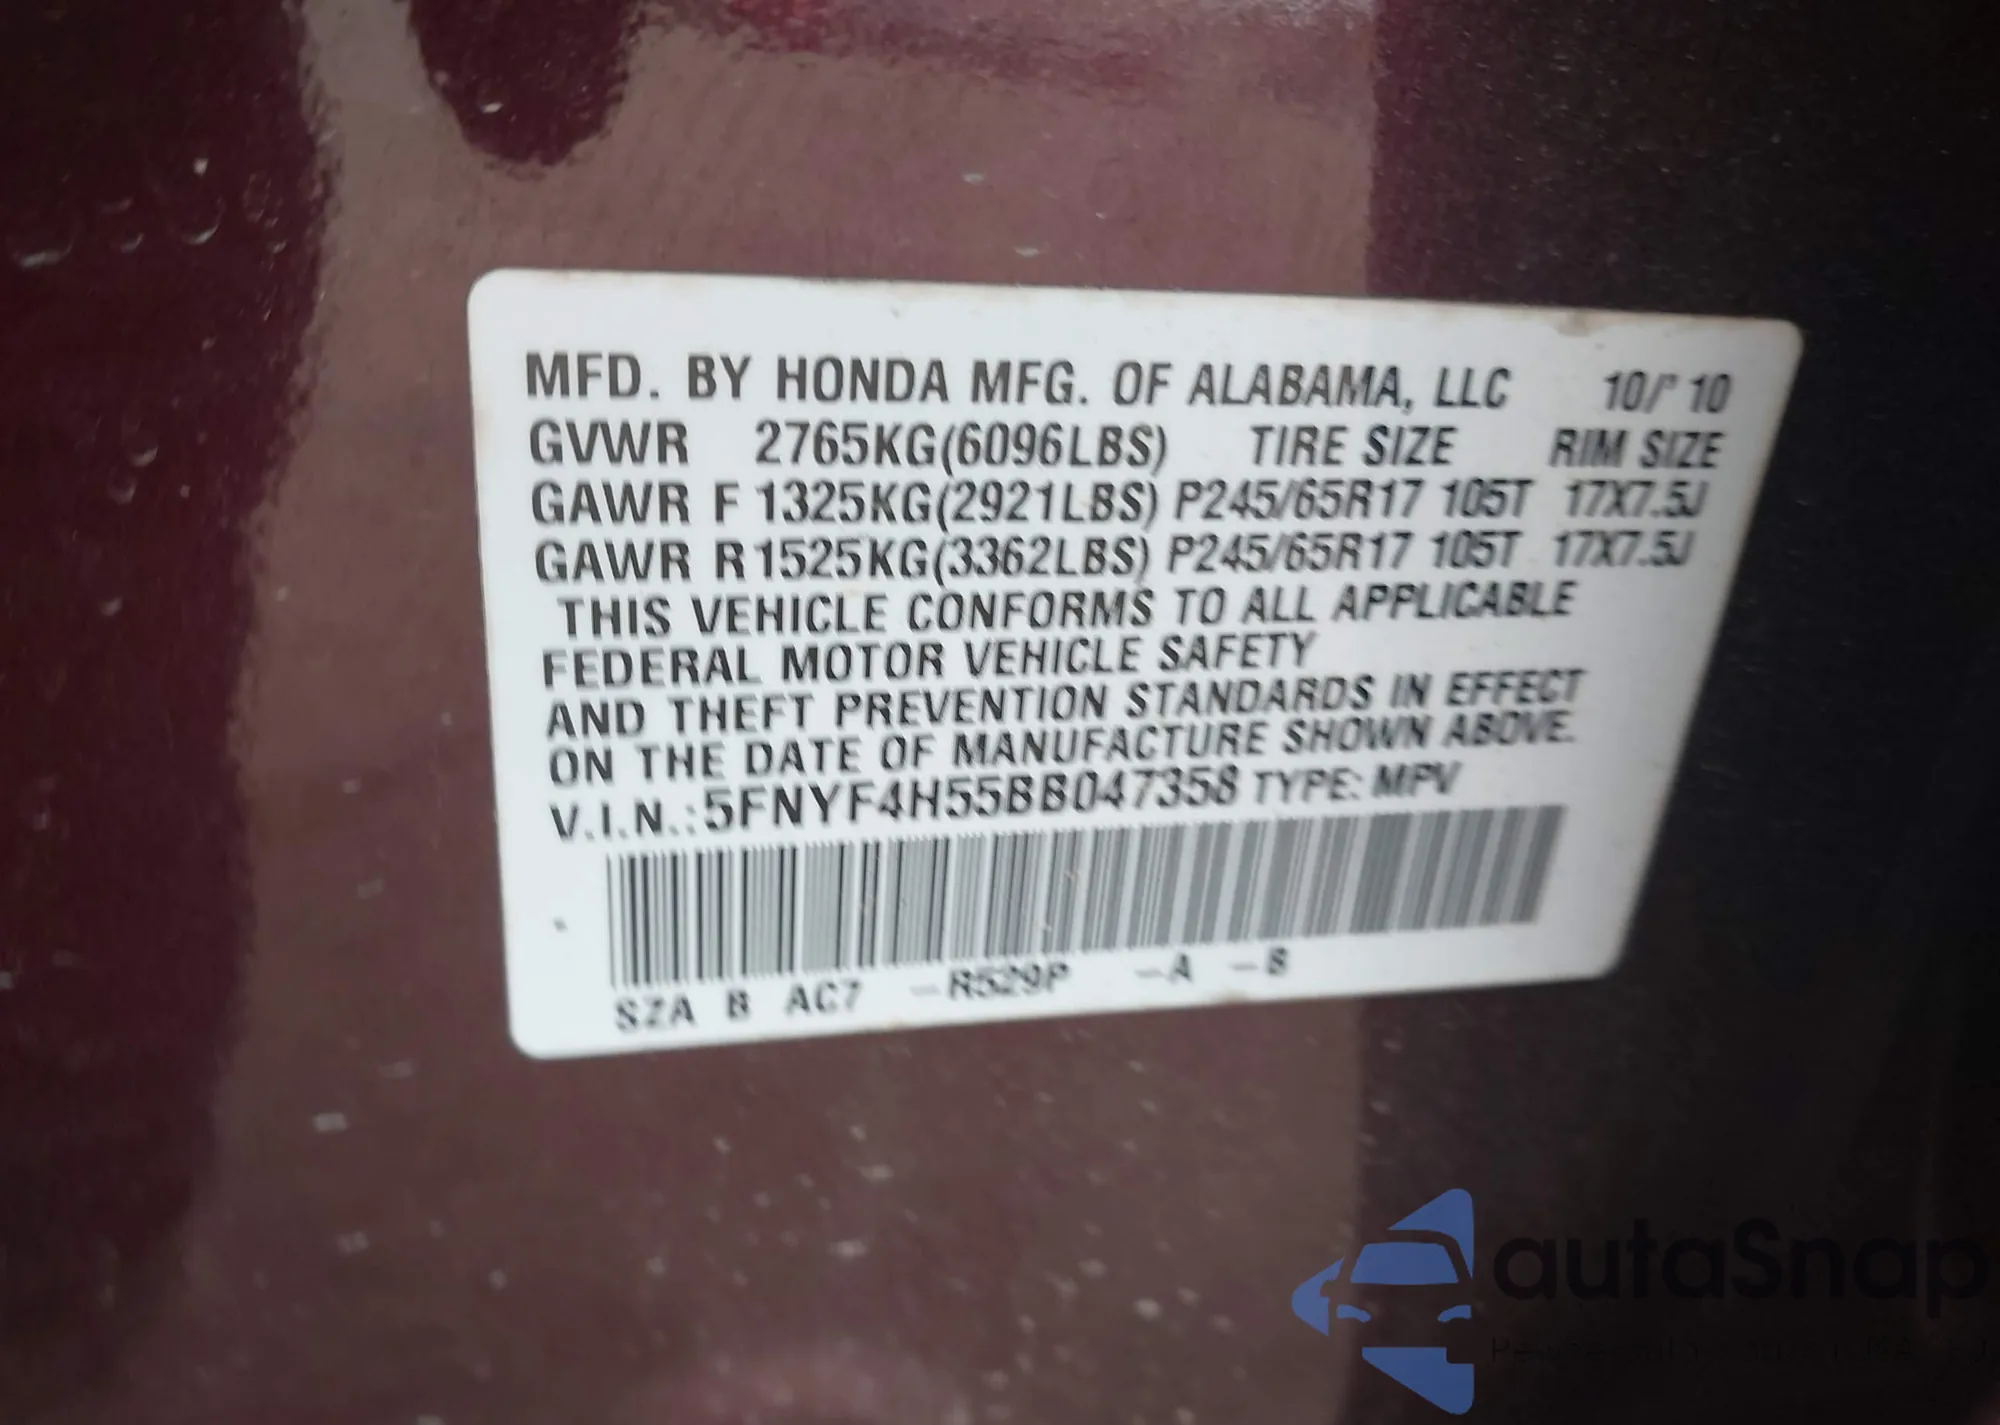 MFD. BY HONDA MFG. OF ALABAMA, LLC 10/ 10
GVWR 2765KG(6096LBS) TIRE SIZE RIM SIZE
GAWR F 1325KG(2921LBS) P245/65R17 105T 17X7.5J
GAWR R 1525KG(3362LBS) P245/65R17 105T 17X7.5J
THIS VEHICLE CONFORMS TO ALL APPLICABLE
FEDERAL MOTOR VEHICLE SAFETY
AND THEFT PREVENTION STANDARDS IN EFFECT
ON THE DATE OF MANUFACTURE SHOWN ABOVE.
V.I.N.:5FNYF4H55BB047358 TYPE: MPV
SZA B AC7 -R529P -A -B
autaSnap